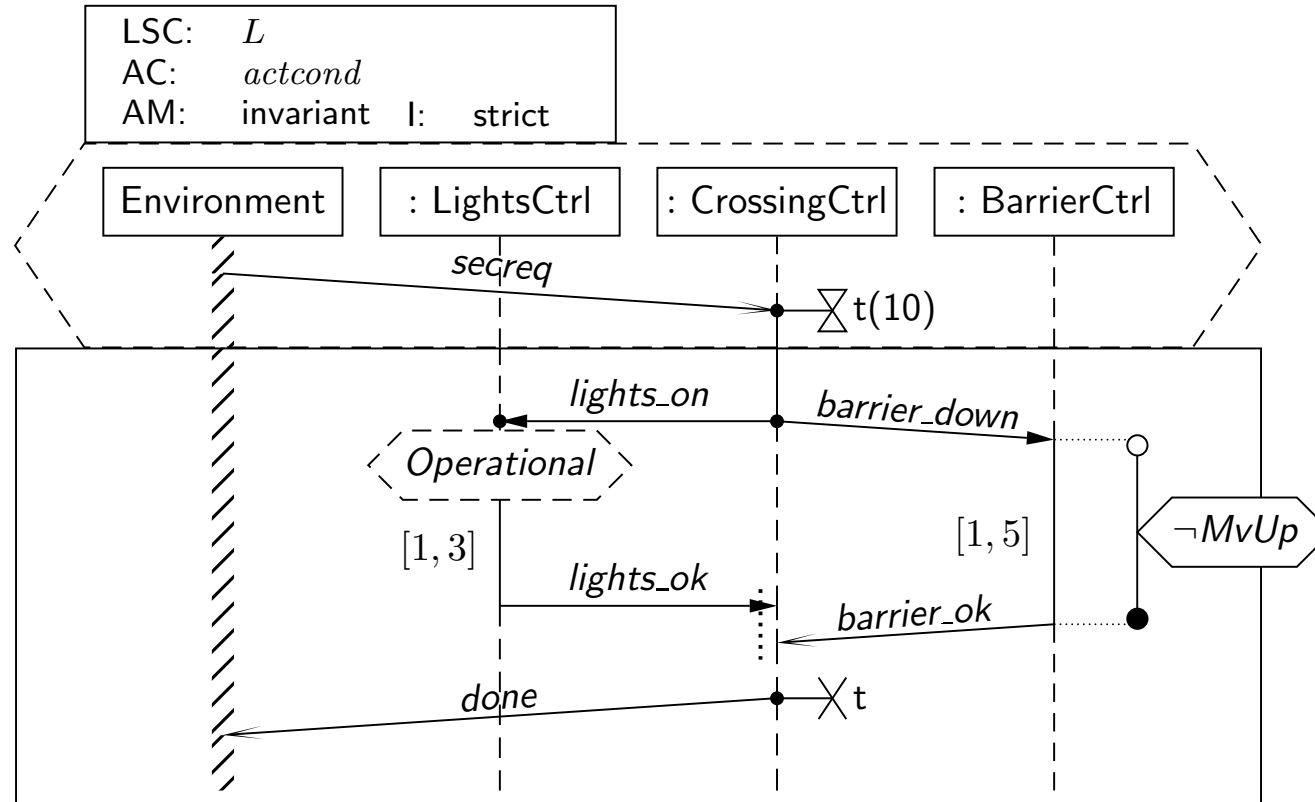 LSC: L
AC: actcond
AM: invariant I: strict
Environment : LightsCtrl : CrossingCtrl : BarrierCtrl
secreq
t(10)
lights_on barrier_down
Operational
[1, 3] [1, 5] ¬MvUp
lights_ok barrier_ok
done t